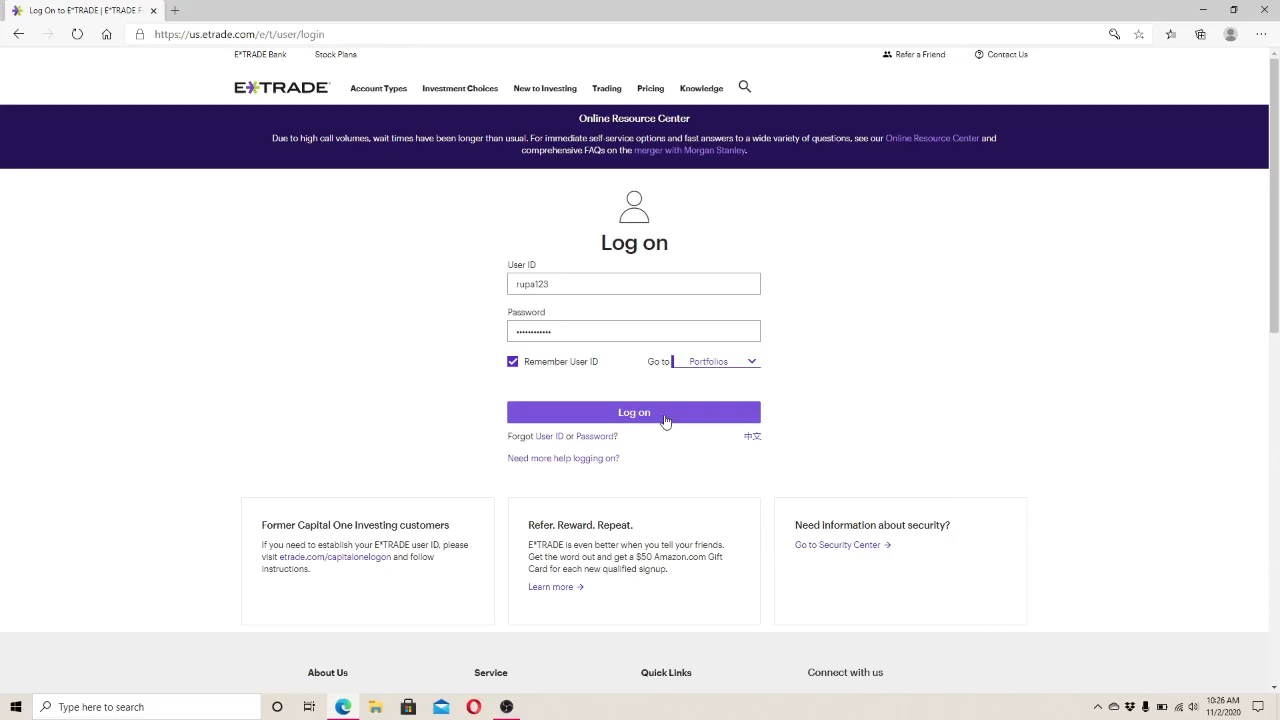 Log On to E*TRADE | E*TRADE F
https://us.etrade.com/e/t/user/login
E*TRADE Bank
Stock Plans
Refer a Friend
Contact Us
E*TRADE
Account Types
Investment Choices
New to Investing
Trading
Pricing
Knowledge
Online Resource Center
Due to high call volumes, wait times have been longer than usual. For immediate self-service options and fast answers to a wide variety of questions, see our Online Resource Center and
comprehensive FAQs on the merger with Morgan Stanley.
Log on
User ID
rupa123
Password
••••••••••••
Remember User ID
Go to
Portfolios
Log on
Forgot User ID or Password?
中文
Need more help logging on?
Former Capital One Investing customers
If you need to establish your E*TRADE user ID, please
visit etrade.com/capitalonelogon and follow
instructions.
Refer. Reward. Repeat.
E*TRADE is even better when you tell your friends.
Get the word out and get a $50 Amazon.com Gift
Card for each new qualified signup.
Learn more →
Need information about security?
Go to Security Center →
About Us
Service
Quick Links
Connect with us
Type here to search
10:26 AM
11/2/2020